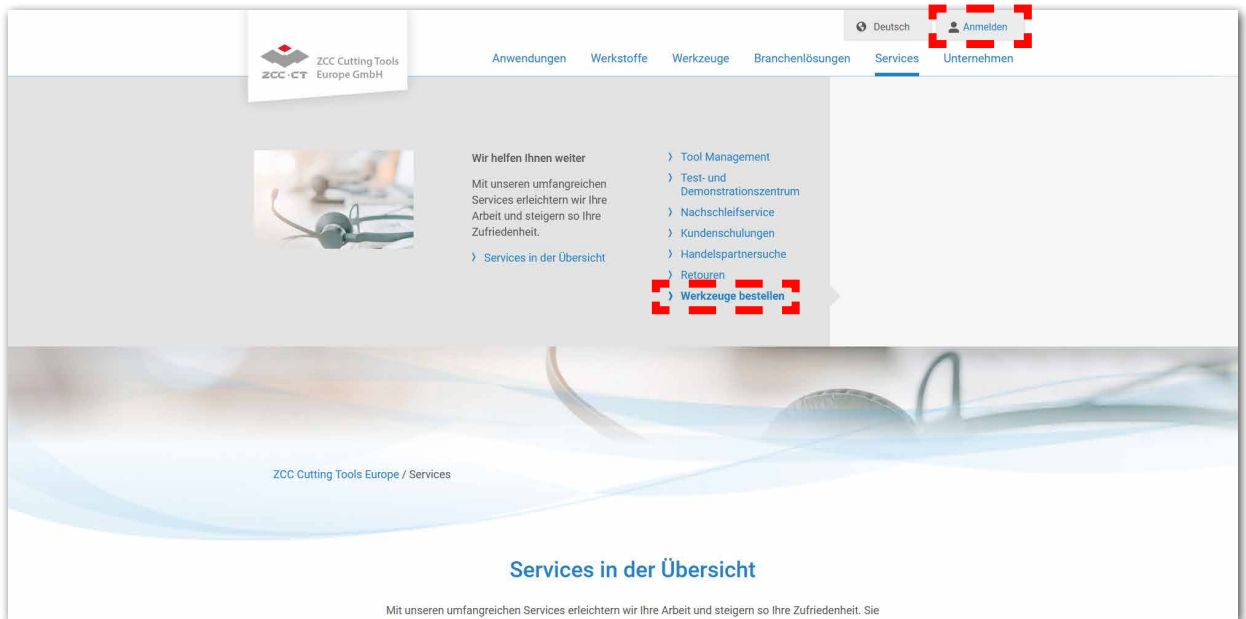 Deutsch
Anmelden
ZCC Cutting Tools
ZCC·CT Europe GmbH
Anwendungen Werkstoffe Werkzeuge Branchenlösungen Services Unternehmen
Wir helfen Ihnen weiter
Mit unseren umfangreichen
Services erleichtern wir Ihre
Arbeit und steigern so Ihre
Zufriedenheit.
Services in der Übersicht
Tool Management
Test- und
Demonstrationszentrum
Nachschleifservice
Kundenschulungen
Handelspartnersuche
Retouren
Werkzeuge bestellen
ZCC Cutting Tools Europe / Services
Services in der Übersicht
Mit unseren umfangreichen Services erleichtern wir Ihre Arbeit und steigern so Ihre Zufriedenheit. Sie